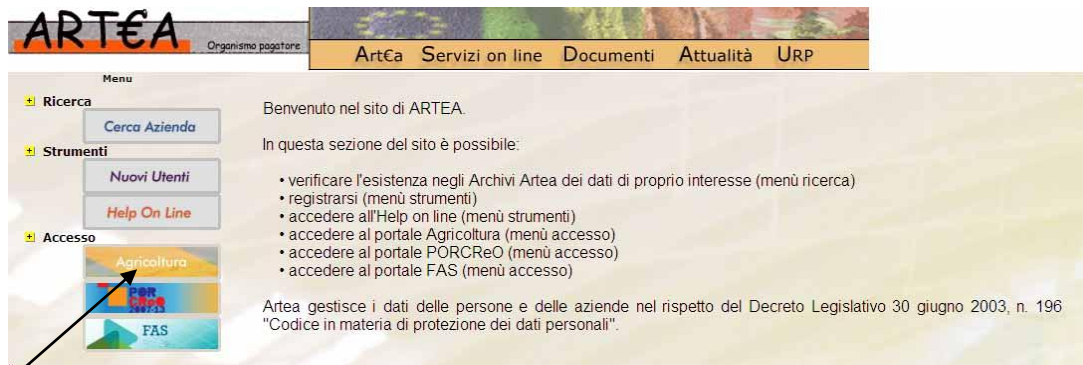 ART€A
Organismo pagatore
Art€a Servizi on line Documenti Attualità URP
Menu
Ricerca
Cerca Azienda
Strumenti
Nuovi Utenti
Help On Line
Accesso
Agricoltura
POR
CReO
2007-13
FAS
Benvenuto nel sito di ARTEA.
In questa sezione del sito è possibile:
• verificare l'esistenza negli Archivi Artea dei dati di proprio interesse (menù ricerca)
• registrarsi (menù strumenti)
• accedere all'Help on line (menù strumenti)
• accedere al portale Agricoltura (menù accesso)
• accedere al portale PORCReO (menù accesso)
• accedere al portale FAS (menù accesso)
Artea gestisce i dati delle persone e delle aziende nel rispetto del Decreto Legislativo 30 giugno 2003, n. 196
"Codice in materia di protezione dei dati personali".